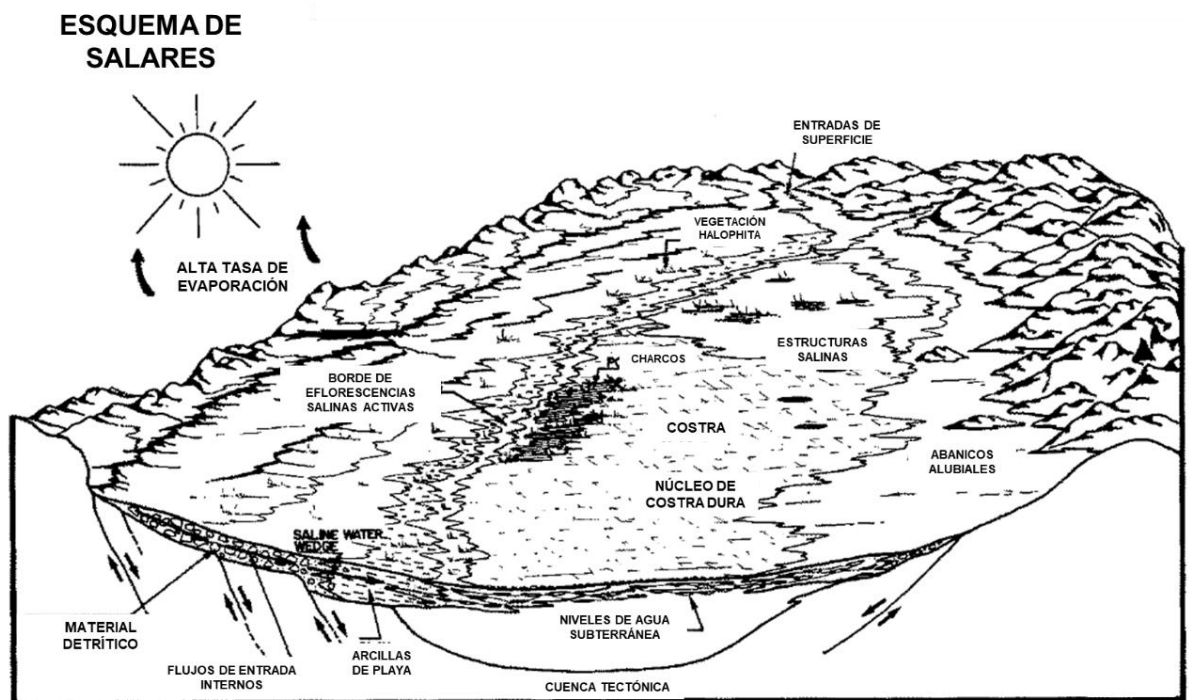 ESQUEMA DE
SALARES
ENTRADAS DE
SUPERFICIE
VEGETACIÓN
HALOPHITA
ALTA TASA DE
EVAPORACIÓN
ESTRUCTURAS
SALINAS
CHARCOS
BORDE DE
EFLORESCENCIAS
SALINAS ACTIVAS
COSTRA
ABANICOS
ALUBIALES
NÚCLEO DE
COSTRA DURA
SALINE WATER
WEDGE
MATERIAL
DETRÍTICO
NIVELES DE AGUA
SUBTERRÁNEA
ARCILLAS
DE PLAYA
FLUJOS DE ENTRADA
INTERNOS
CUENCA TECTÓNICA